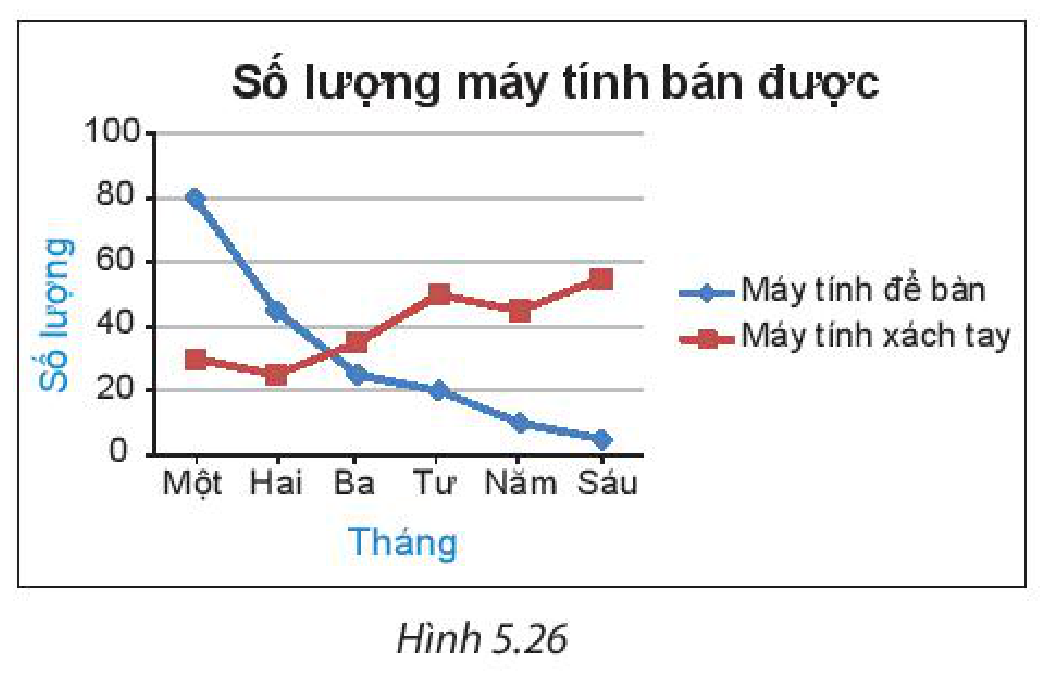 Số lượng máy tính bán được
100
80
60
40
20
0
Số lượng
Một Hai Ba Tư Năm Sáu
Tháng
Máy tính để bàn
Máy tính xách tay
Hình 5.26